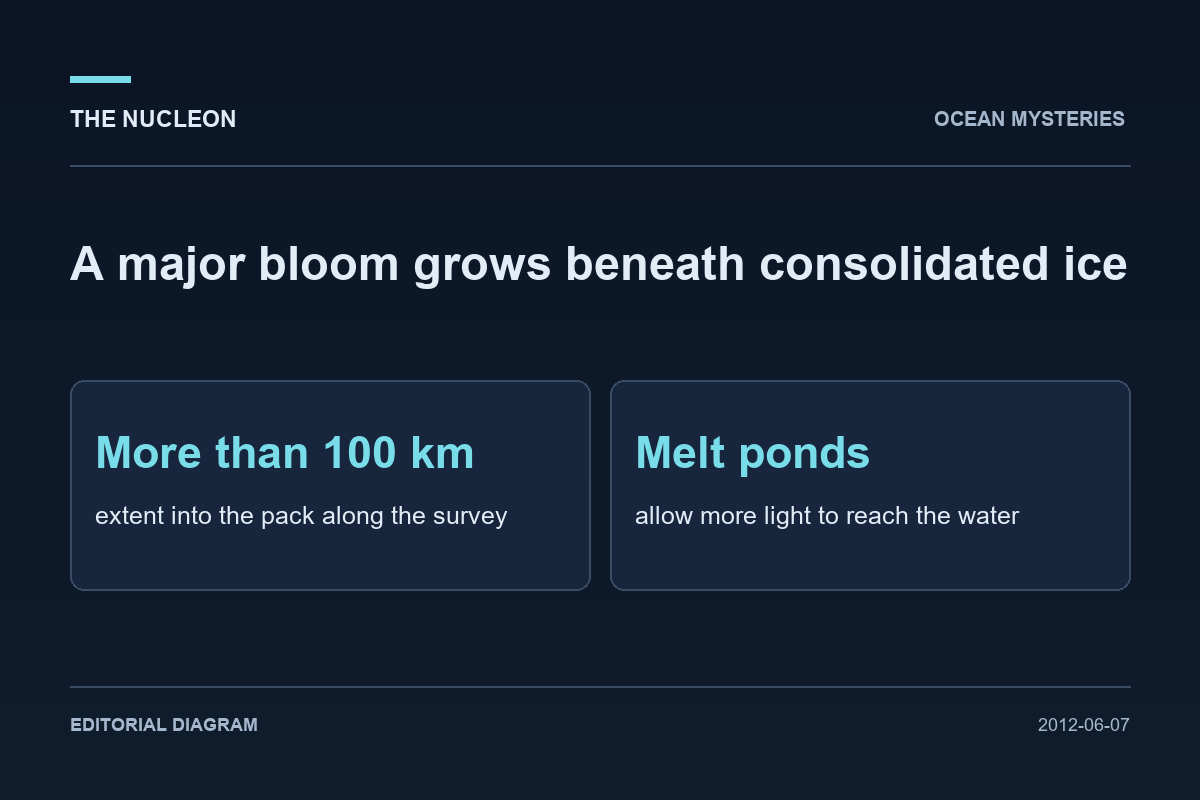 THE NUCLEON
OCEAN MYSTERIES
A major bloom grows beneath consolidated ice
More than 100 km
extent into the pack along the survey
Melt ponds
allow more light to reach the water
EDITORIAL DIAGRAM
2012-06-07